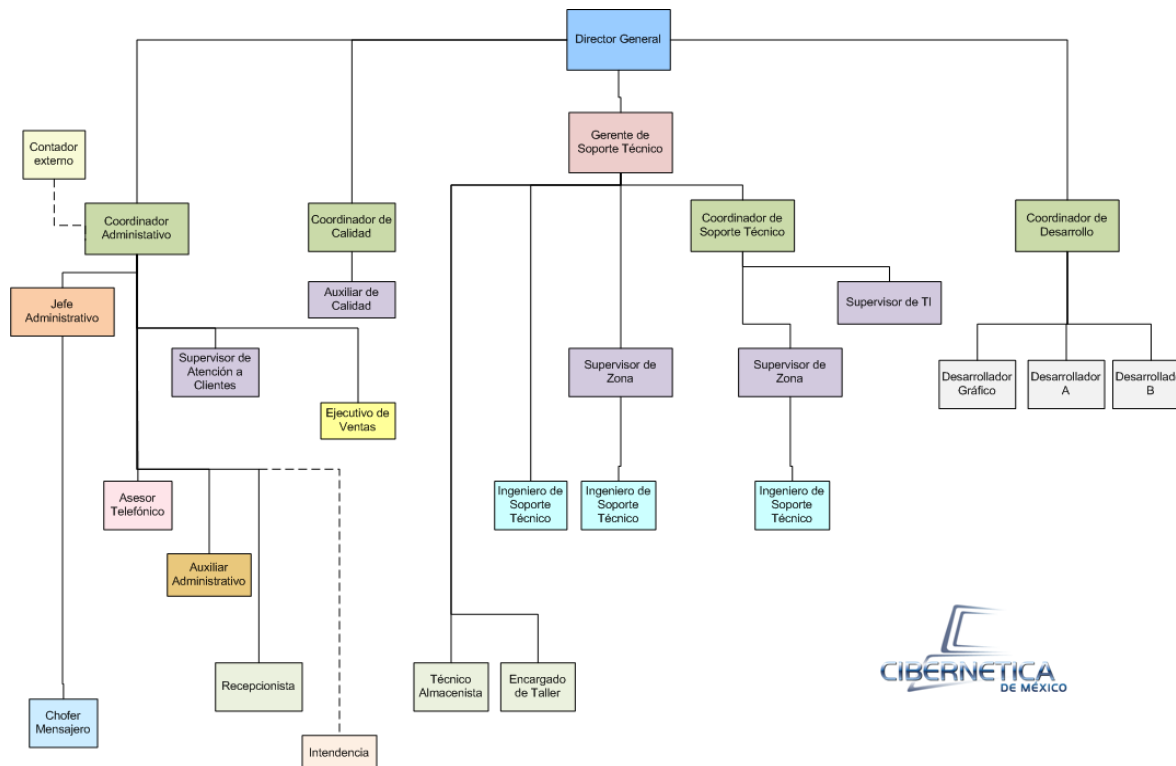 Director General
Gerente de
Soporte Técnico
Contador
externo
Coordinador
Administativo
Coordinador de
Calidad
Coordinador de
Soporte Técnico
Coordinador de
Desarrollo
Jefe
Administrativo
Auxiliar de
Calidad
Supervisor de TI
Supervisor de
Atención a
Clientes
Supervisor de
Zona
Supervisor de
Zona
Desarrollador
Gráfico
Desarrollador
A
Desarrollado
B
Ejecutivo de
Ventas
Asesor
Telefónico
Ingeniero de
Soporte
Técnico
Ingeniero de
Soporte
Técnico
Ingeniero de
Soporte
Técnico
Auxiliar
Administrativo
Recepcionista
Técnico
Almacenista
Encargado
de Taller
Chofer
Mensajero
Intendencia
CIBERNETICA
DE MÉXICO